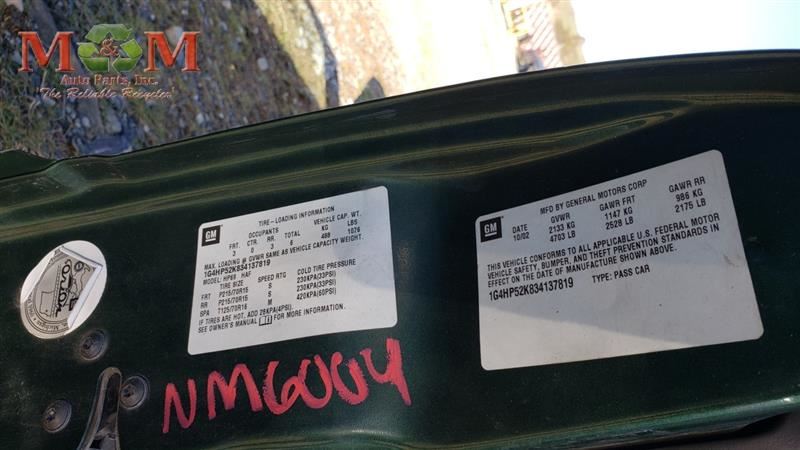 M&M
Auto Parts, Inc.
"The Reliable Recycler"
GM
TIRE-LOADING INFORMATION
OCCUPANTS VEHICLE CAP. WT.
FRT. CTR. RR. TOTAL KG LBS
3 0 3 6 488 1076
MAX. LOADING @ GVWR SAME AS VEHICLE CAPACITY WEIGHT.
1G4HP52K834137819
MODEL: HP69 HAF
TIRE SIZE SPEED RTG COLD TIRE PRESSURE
FRT P215/70R15 S 230KPA(33PSI)
RR P215/70R15 S 230KPA(33PSI)
SPA T125/70R16 M 420KPA(60PSI)
IF TIRES ARE HOT, ADD 28KPA(4PSI).
SEE OWNER'S MANUAL FOR MORE INFORMATION.
GM
MFD BY GENERAL MOTORS CORP
DATE GVWR GAWR FRT GAWR RR
10/02 2133 KG 1147 KG 986 KG
4703 LB 2528 LB 2175 LB
THIS VEHICLE CONFORMS TO ALL APPLICABLE U.S. FEDERAL MOTOR
VEHICLE SAFETY, BUMPER, AND THEFT PREVENTION STANDARDS IN
EFFECT ON THE DATE OF MANUFACTURE SHOWN ABOVE.
1G4HP52K834137819 TYPE: PASS CAR
NM6004